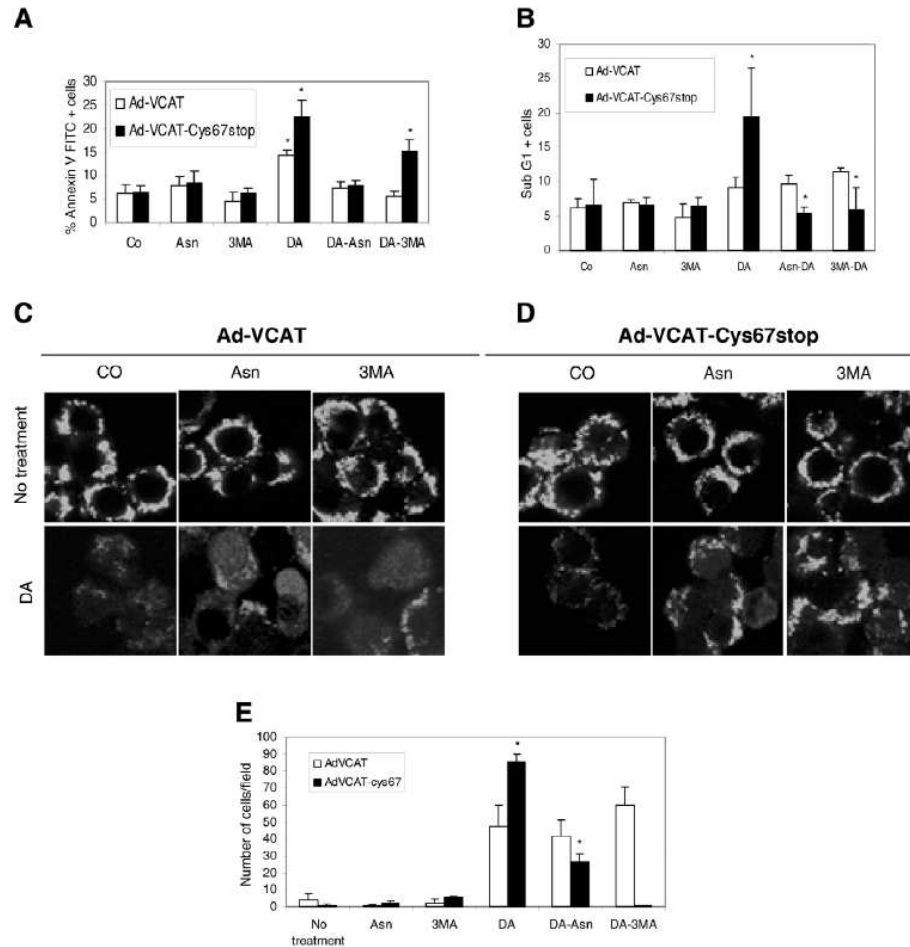 A
% Annexin V FITC + cells
30
25
20
15
10
5
0
Ad-VCAT
Ad-VCAT-Cys67stop
* * *
Co Asn 3MA DA DA-Asn DA-3MA
B
Sub G1 + cells
30
25
20
15
10
5
0
Ad-VCAT
Ad-VCAT-Cys67stop
* * *
Co Asn 3MA DA Asn-DA 3MA-DA
C
Ad-VCAT
CO Asn 3MA
No treatment
DA
D
Ad-VCAT-Cys67stop
CO Asn 3MA
E
Number of cells/field
100
90
80
70
60
50
40
30
20
10
0
AdVCAT
AdVCAT-cys67
* *
No treatment Asn 3MA DA DA-Asn DA-3MA